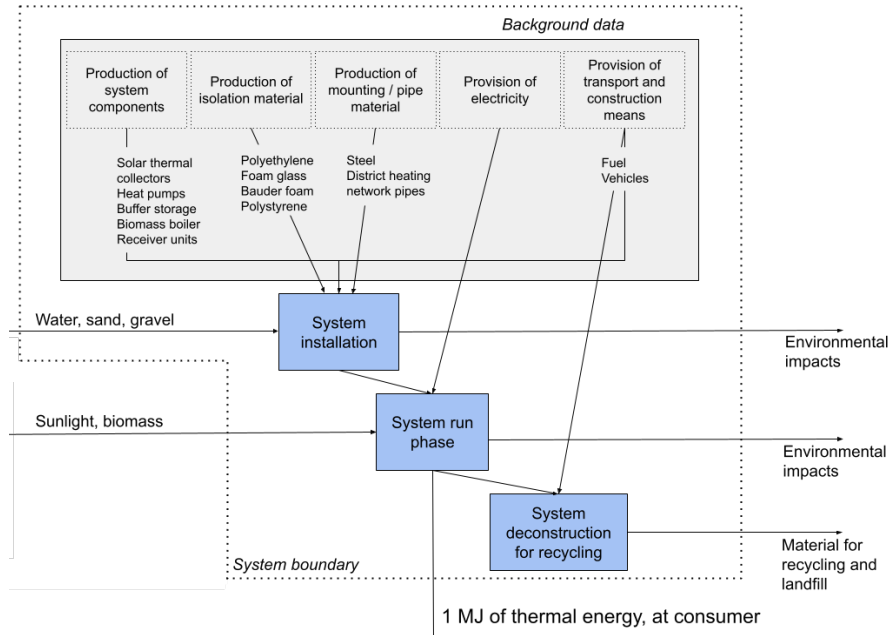 Background data
Production of
system
components
Production of
isolation material
Production of
mounting / pipe
material
Provision of
electricity
Provision of
transport and
construction
means
Solar thermal
collectors
Heat pumps
Buffer storage
Biomass boiler
Receiver units
Polyethylene
Foam glass
Bauder foam
Polystyrene
Steel
District heating
network pipes
Fuel
Vehicles
Water, sand, gravel
System
installation
Environmental
impacts
Sunlight, biomass
System run
phase
Environmental
impacts
System
deconstruction
for recycling
Material for
recycling and
landfill
System boundary
1 MJ of thermal energy, at consumer